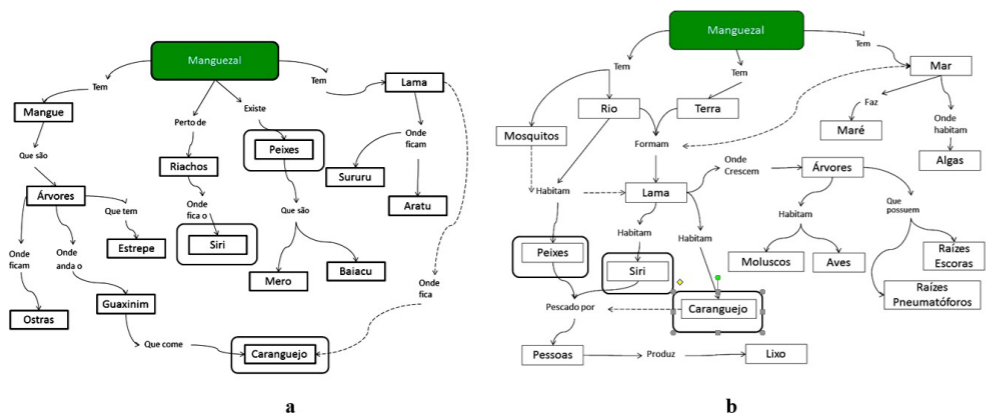 Manguezal
Tem
Tem
Lama
Mangue
Existe
Perto de
Onde
ficam
Peixes
Que são
Riachos
Sururu
Árvores
Aratu
Que tem
Onde
fica o
Que são
Estrepe
Siri
Onde
ficam
Onde
anda o
Mero
Baiacu
Onde
fica
Guaxinim
Ostras
Que come
Caranguejo
a
Manguezal
Tem
Tem
Tem
Mar
Rio
Terra
Faz
Mosquitos
Maré
Onde
habitam
Formam
Algas
Onde
Crescem
Árvores
Habitam
Lama
Habitam
Que
possuem
Habitam
Habitam
Peixes
Siri
Moluscos
Aves
Raízes
Escoras
Raízes
Pneumatóforos
Pescado por
Caranguejo
Pessoas
Produz
Lixo
b